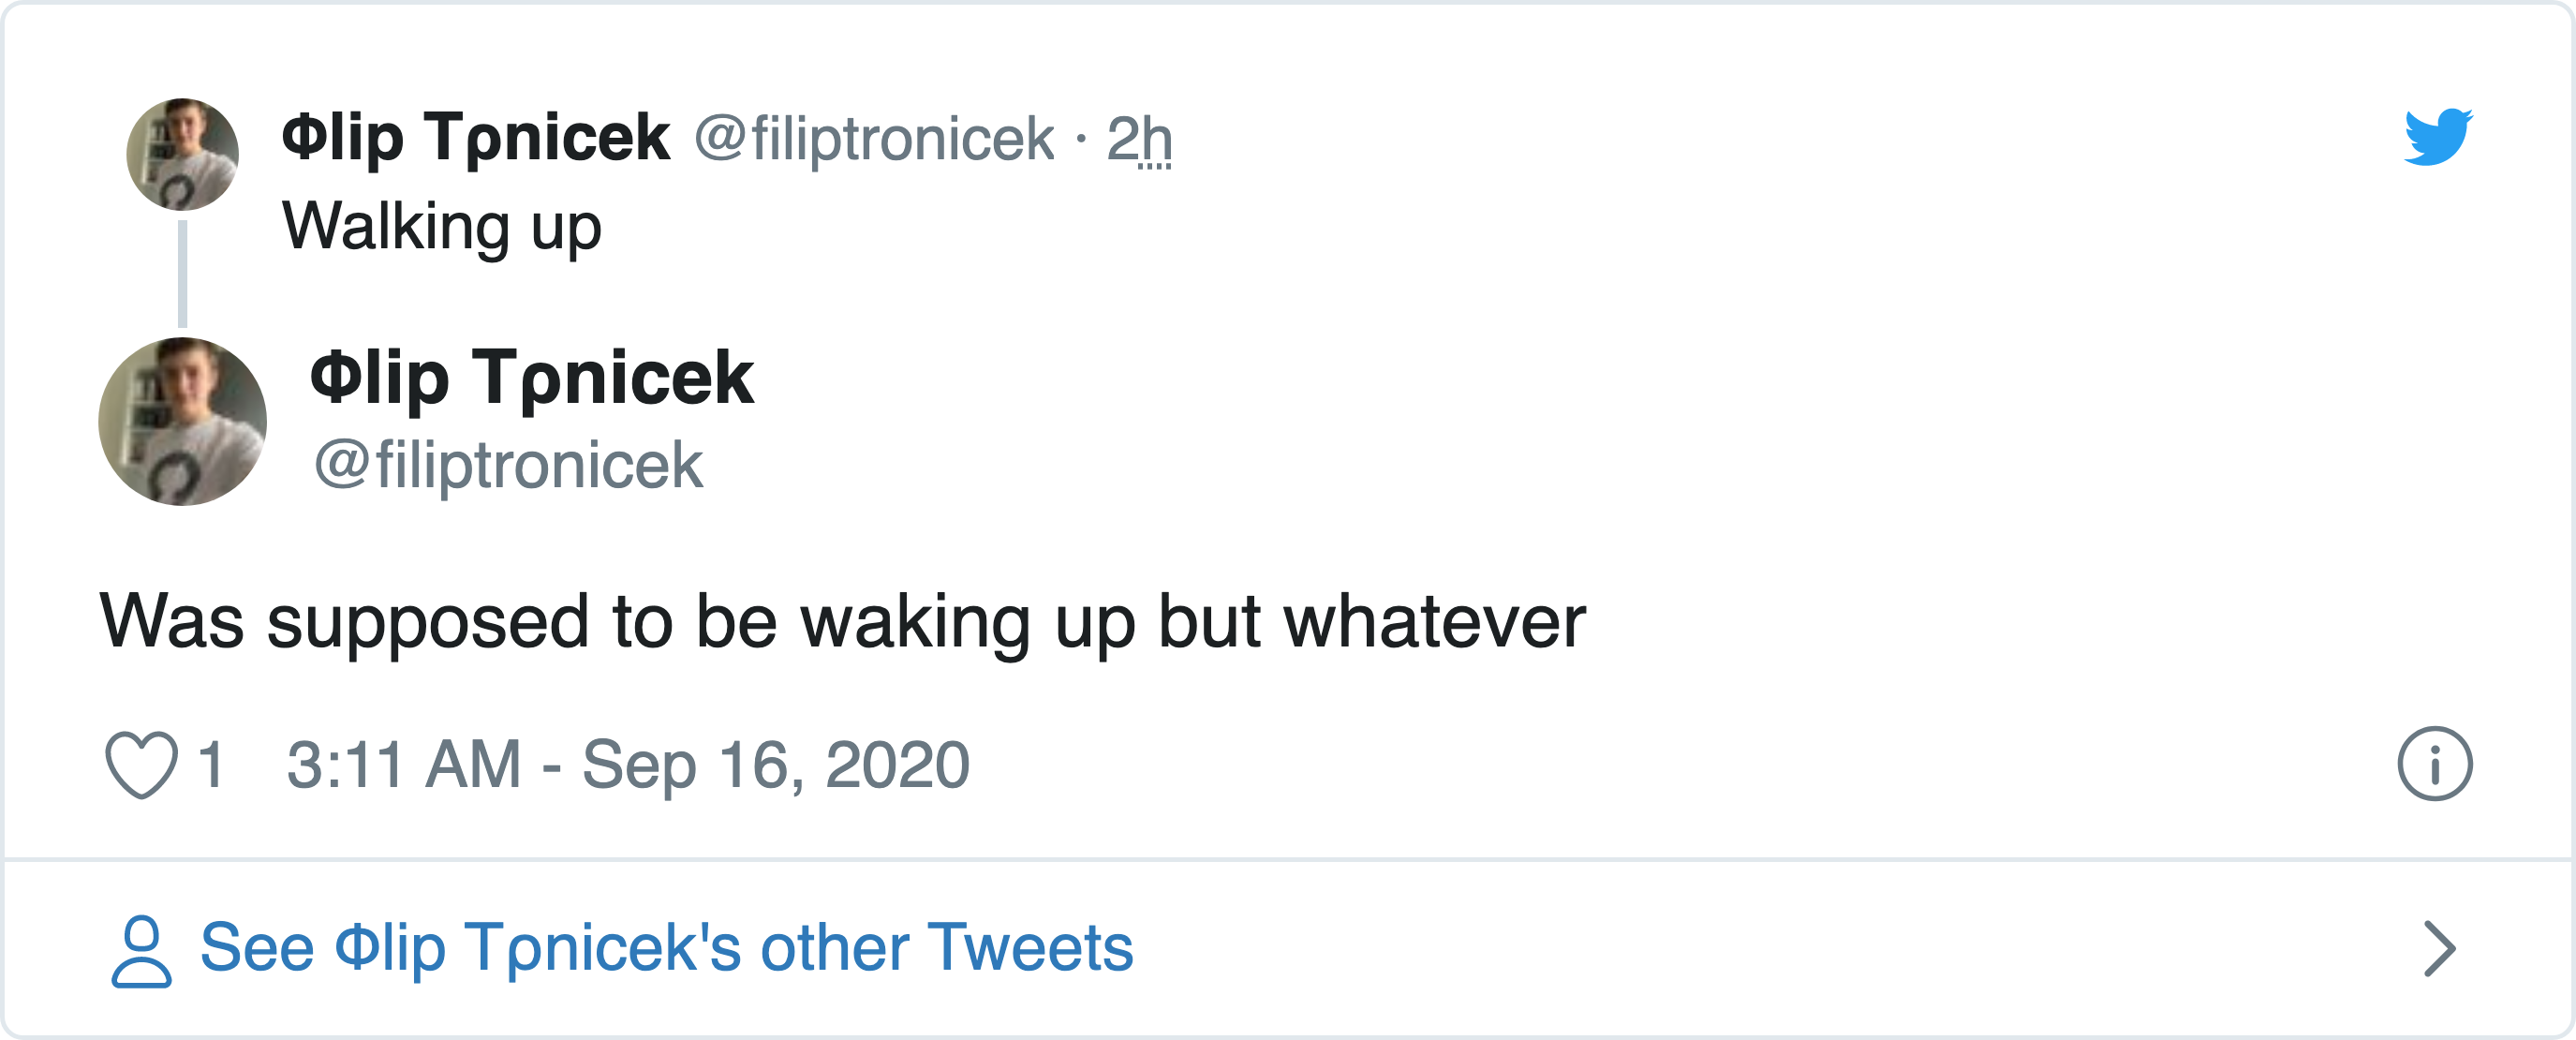 Φlip Tρnicek @filiptronicek · 2h
Walking up
Φlip Tρnicek
@filiptronicek
Was supposed to be waking up but whatever
1 3:11 AM - Sep 16, 2020
See Φlip Tρnicek's other Tweets